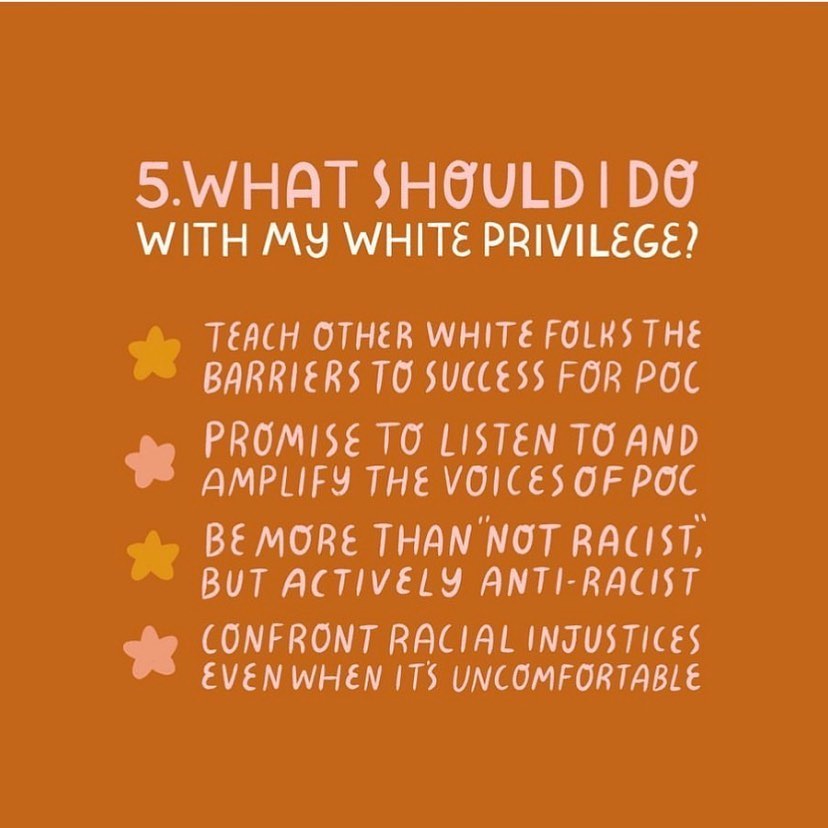 5. WHAT SHOULD I DO
WITH MY WHITE PRIVILEGE?
TEACH OTHER WHITE FOLKS THE
BARRIERS TO SUCCESS FOR POC
PROMISE TO LISTEN TO AND
AMPLIFY THE VOICES OF POC
BE MORE THAN "NOT RACIST",
BUT ACTIVELY ANTI-RACIST
CONFRONT RACIAL INJUSTICES
EVEN WHEN IT'S UNCOMFORTABLE